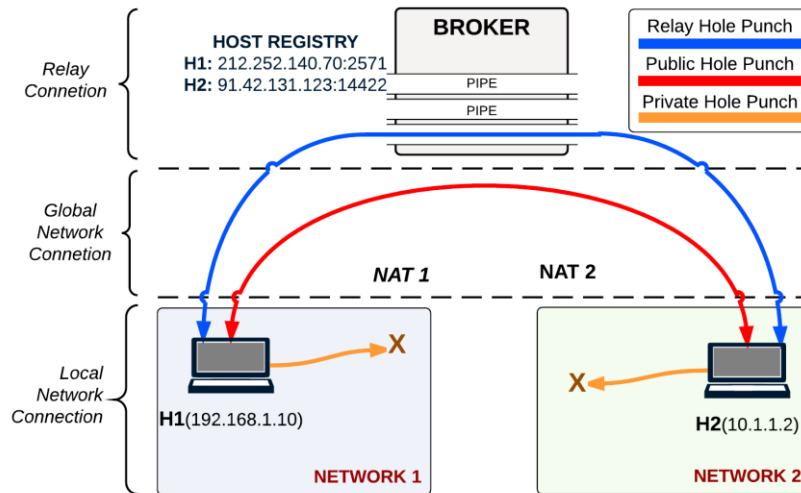 BROKER
HOST REGISTRY
H1: 212.252.140.70:2571
H2: 91.42.131.123:14422
PIPE
PIPE
Relay Hole Punch
Public Hole Punch
Private Hole Punch
Relay
Connetion
Global
Network
Connetion
NAT 1
NAT 2
Local
Network
Connection
X
X
H1(192.168.1.10)
H2(10.1.1.2)
NETWORK 1
NETWORK 2